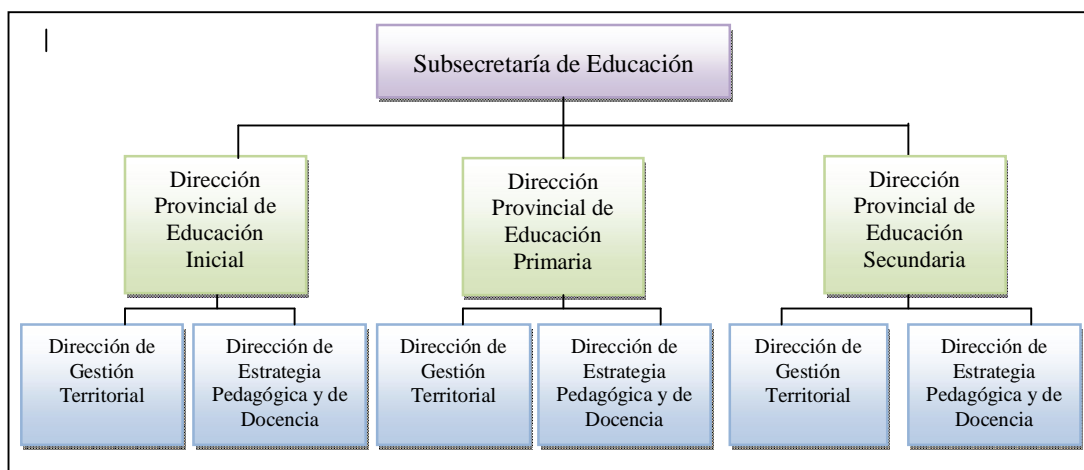 Subsecretaría de Educación
Dirección
Provincial de
Educación
Inicial
Dirección
Provincial de
Educación
Primaria
Dirección
Provincial de
Educación
Secundaria
Dirección de
Gestión
Territorial
Dirección de
Estrategia
Pedagógica y de
Docencia
Dirección de
Gestión
Territorial
Dirección de
Estrategia
Pedagógica y de
Docencia
Dirección de
Gestión
Territorial
Dirección de
Estrategia
Pedagógica y de
Docencia